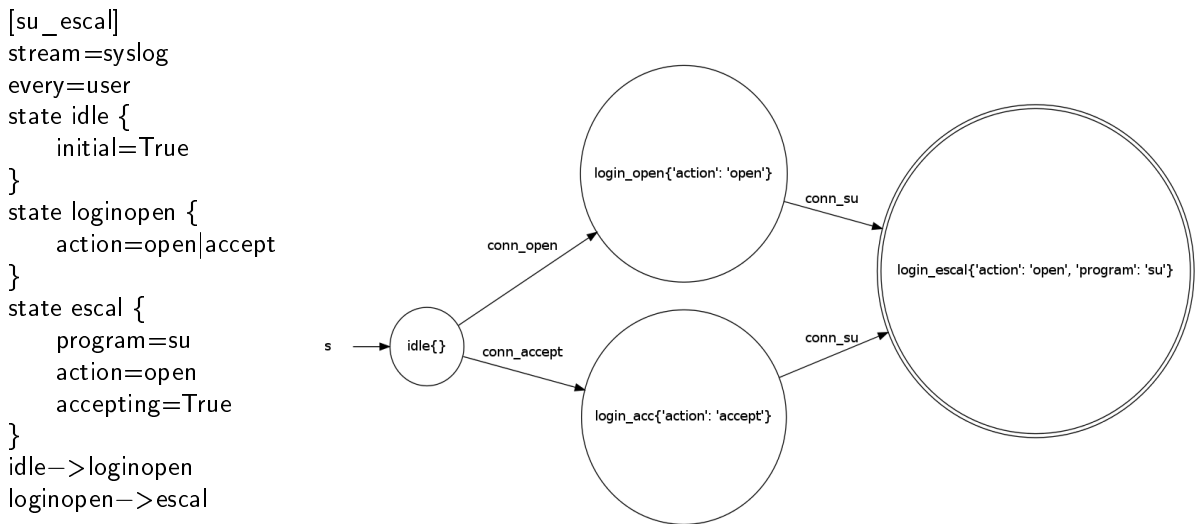 [su_escal]
stream=syslog
every=user
state idle {
initial=True
}
state loginopen {
action=open|accept
}
state escal {
program=su
action=open
accepting=True
}
idle−>loginopen
loginopen−>escal
s
idle{}
conn_open
conn_accept
login_open{'action': 'open'}
login_acc{'action': 'accept'}
conn_su
conn_su
login_escal{'action': 'open', 'program': 'su'}